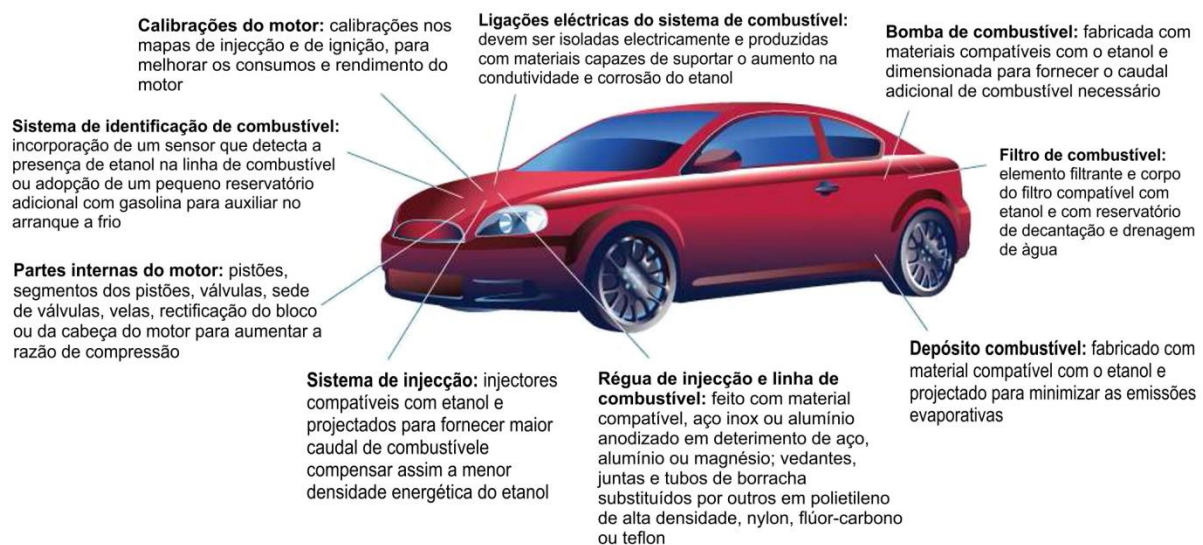 Calibrações do motor: calibrações nos
mapas de injecção e de ignição, para
melhorar os consumos e rendimento do
motor
Ligações eléctricas do sistema de combustível:
devem ser isoladas electricamente e produzidas
com materiais capazes de suportar o aumento na
condutividade e corrosão do etanol
Bomba de combustível: fabricada com
materiais compatíveis com o etanol e
dimensionada para fornecer o caudal
adicional de combustível necessário
Sistema de identificação de combustível:
incorporação de um sensor que detecta a
presença de etanol na linha de combustível
ou adopção de um pequeno reservatório
adicional com gasolina para auxiliar no
arranque a frio
Filtro de combustível:
elemento filtrante e corpo
do filtro compatível com
etanol e com reservatório
de decantação e drenagem
de àgua
Partes internas do motor: pistões,
segmentos dos pistões, válvulas, sede
de válvulas, velas, rectificação do bloco
ou da cabeça do motor para aumentar a
razão de compressão
Sistema de injecção: injectores
compatíveis com etanol e
projectados para fornecer maior
caudal de combustívele
compensar assim a menor
densidade energética do etanol
Régua de injecção e linha de
combustível: feito com material
compatível, aço inox ou alumínio
anodizado em deterimento de aço,
alumínio ou magnésio; vedantes,
juntas e tubos de borracha
substituídos por outros em polietileno
de alta densidade, nylon, flúor-carbono
ou teflon
Depósito combustível: fabricado com
material compatível com o etanol e
projectado para minimizar as emissões
evaporativas